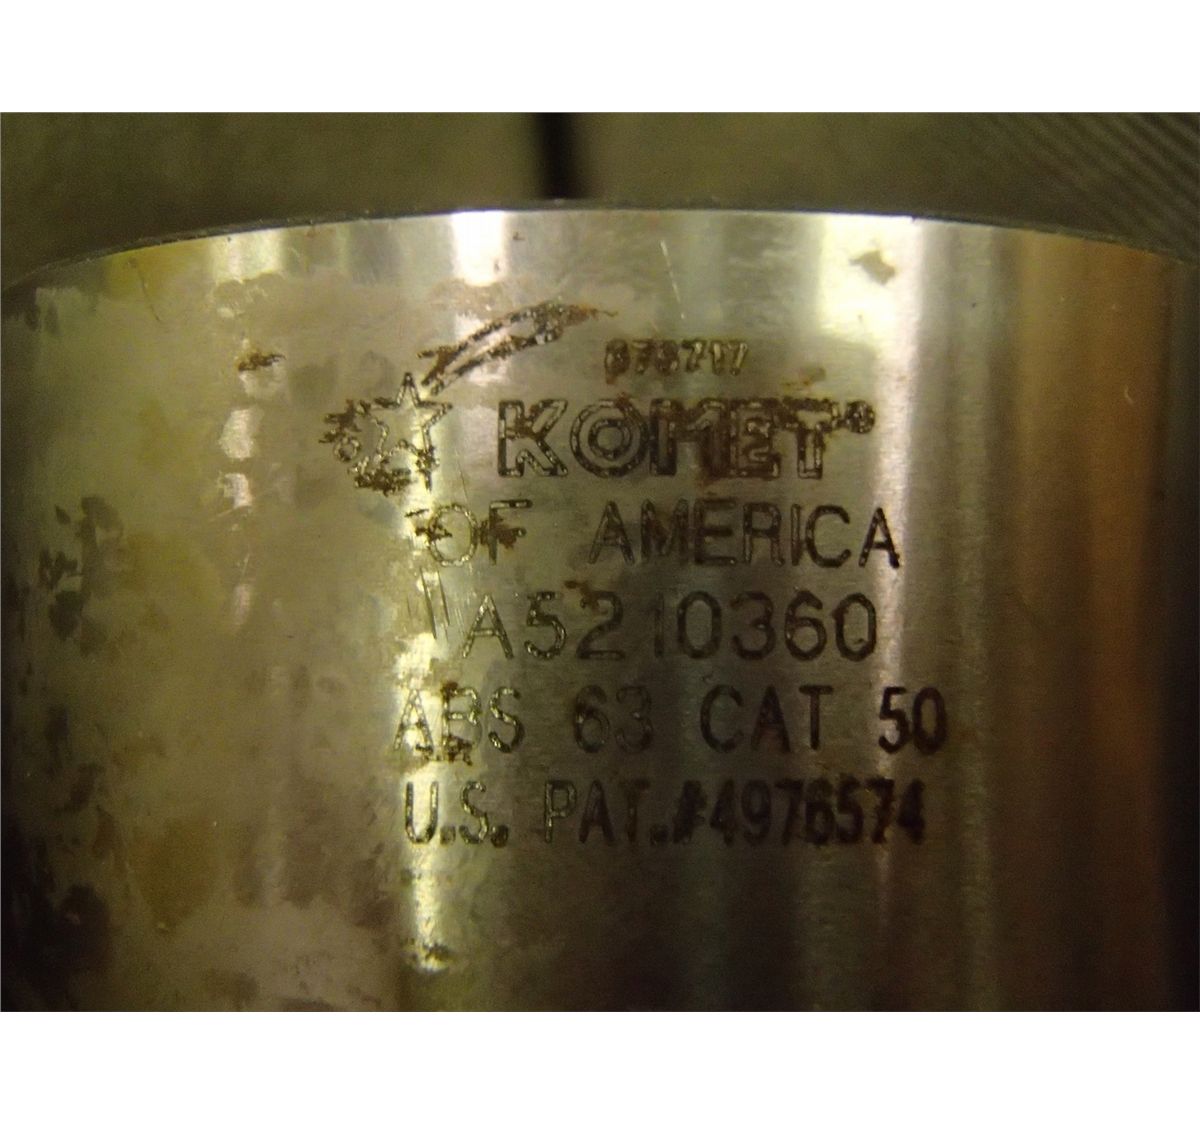 KOMET®
OF AMERICA
A5210360
ABS 63 CAT 50
U.S. PAT.#4976574